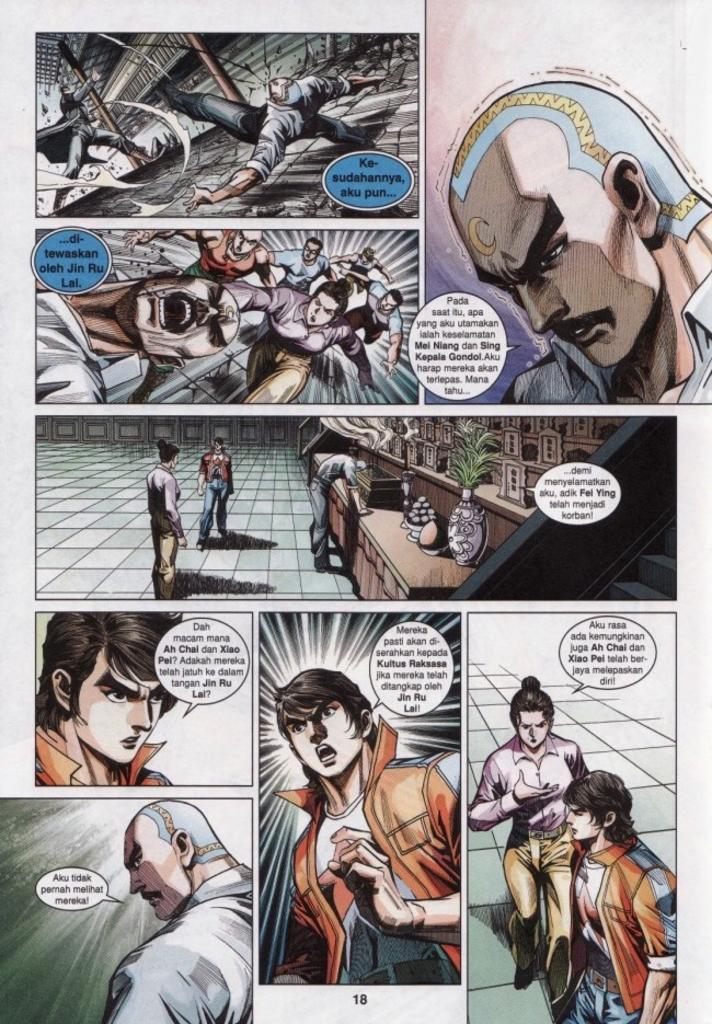 Ke-
sudahannya,
aku pun...
...di-
tewaskan
oleh Jin Ru
Lai.
Pada
saat itu, apa
yang aku utamakan
keselamatan
Mei Niang dan Sing
Kepala Gondol.Aku
harap mereka akan
terlepas. Mana
tahu...
...demi
menyelamatkan
aku, adik Fei Ying
telah menjadi
korban!
Dah
macam mana
Ah Chai dan Xiao
Pei? Adakah mereka
telah jatuh ke dalam
tangan Jin Ru
Lai?
Aku tidak
pernah melihat
mereka!
Mereka
pasti akan di-
serahkan kepada
Kultus Raksasa
jika mereka telah
ditangkap oleh
Jin Ru
Lai!
Aku rasa
ada kemungkinan
juga Ah Chai dan
Xiao Pei telah ber-
jaya melepaskan
diri!
18